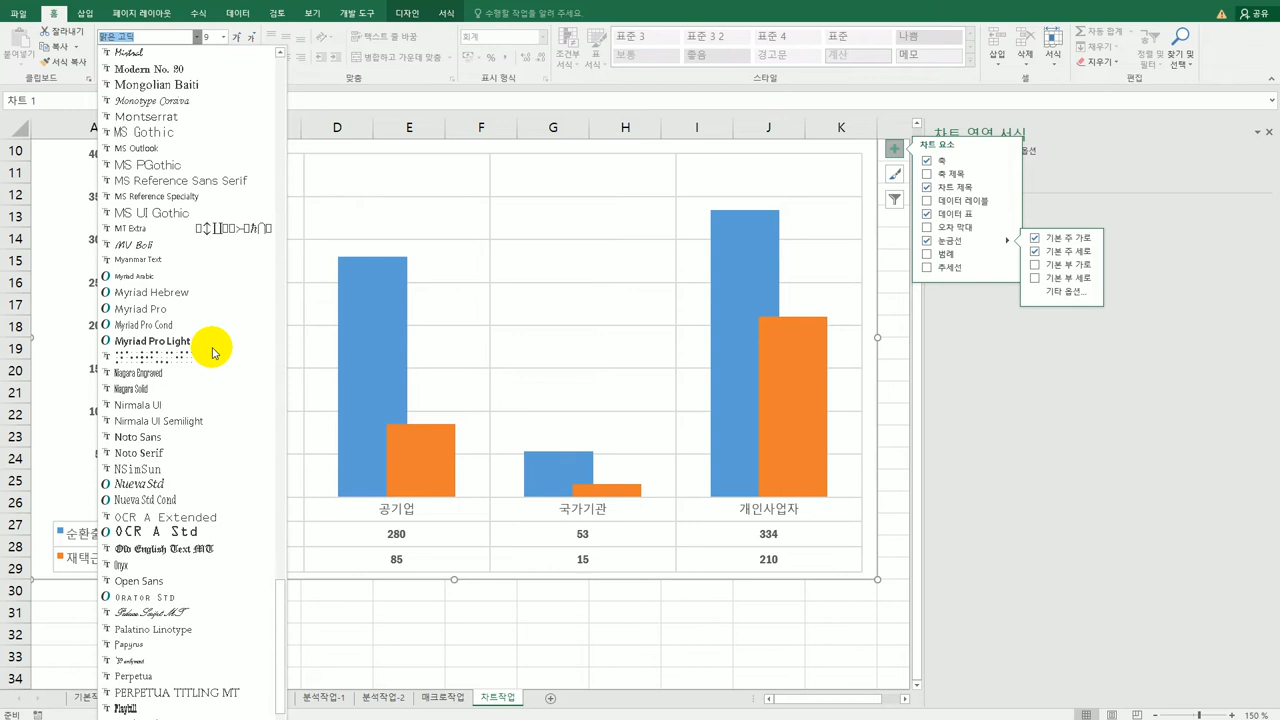 파일 홈 삽입 페이지 레이아웃 수식 데이터 검토 보기 개발 도구 디자인 서식 수행할 작업을 알려 주세요. 공유
붙여넣기 잘라내기 복사 서식 복사 클립보드
맑은 고딕 9
텍스트 줄 바꿈
병합하고 가운데 맞춤
맞춤
회계
표시 형식
조건부 서식 표 서식
표준 3 표준 3 표준 4 표준 나쁨
보통 좋음 경고문 계산 메모
스타일
삽입 삭제 서식
셀
자동 합계 채우기 지우기 정렬 및 필터 찾기 및 선택
편집
차트 1
Mistral
Modern No. 20
Mongolian Baiti
Monotype Corsiva
Montserrat
MS Gothic
MS Outlook
MS PGothic
MS Reference Sans Serif
MS Reference Specialty
MS UI Gothic
MT Extra
MV Boli
Myanmar Text
Myriad Arabic
Myriad Hebrew
Myriad Pro
Myriad Pro Cond
Myriad Pro Light
Niagara Engraved
Niagara Solid
Nirmala UI
Nirmala UI Semilight
Noto Sans
Noto Serif
NSimSun
Nueva Std
Nueva Std Cond
OCR A Extended
OCR A Std
Old English Text MT
Onyx
Open Sans
Orator Std
Palace Script MT
Palatino Linotype
Papyrus
Parchment
Perpetua
PERPETUA TITLING MT
Playbill
A D E F G H I J K
10
11
12
13
14
15
16
17
18
19
20
21
22
23
24
25
26
27
28
29
30
31
32
33
34
공기업 국가기관 개인사업자
280 53 334
85 15 210
차트 영역 서식
옵션
차트 요소
축
축 제목
차트 제목
데이터 레이블
데이터 표
오차 막대
눈금선
범례
추세선
기본 주 가로
기본 주 세로
기본 부 가로
기본 부 세로
기타 옵션...
분석작업-1 분석작업-2 매크로작업 차트작업
준비 150 %